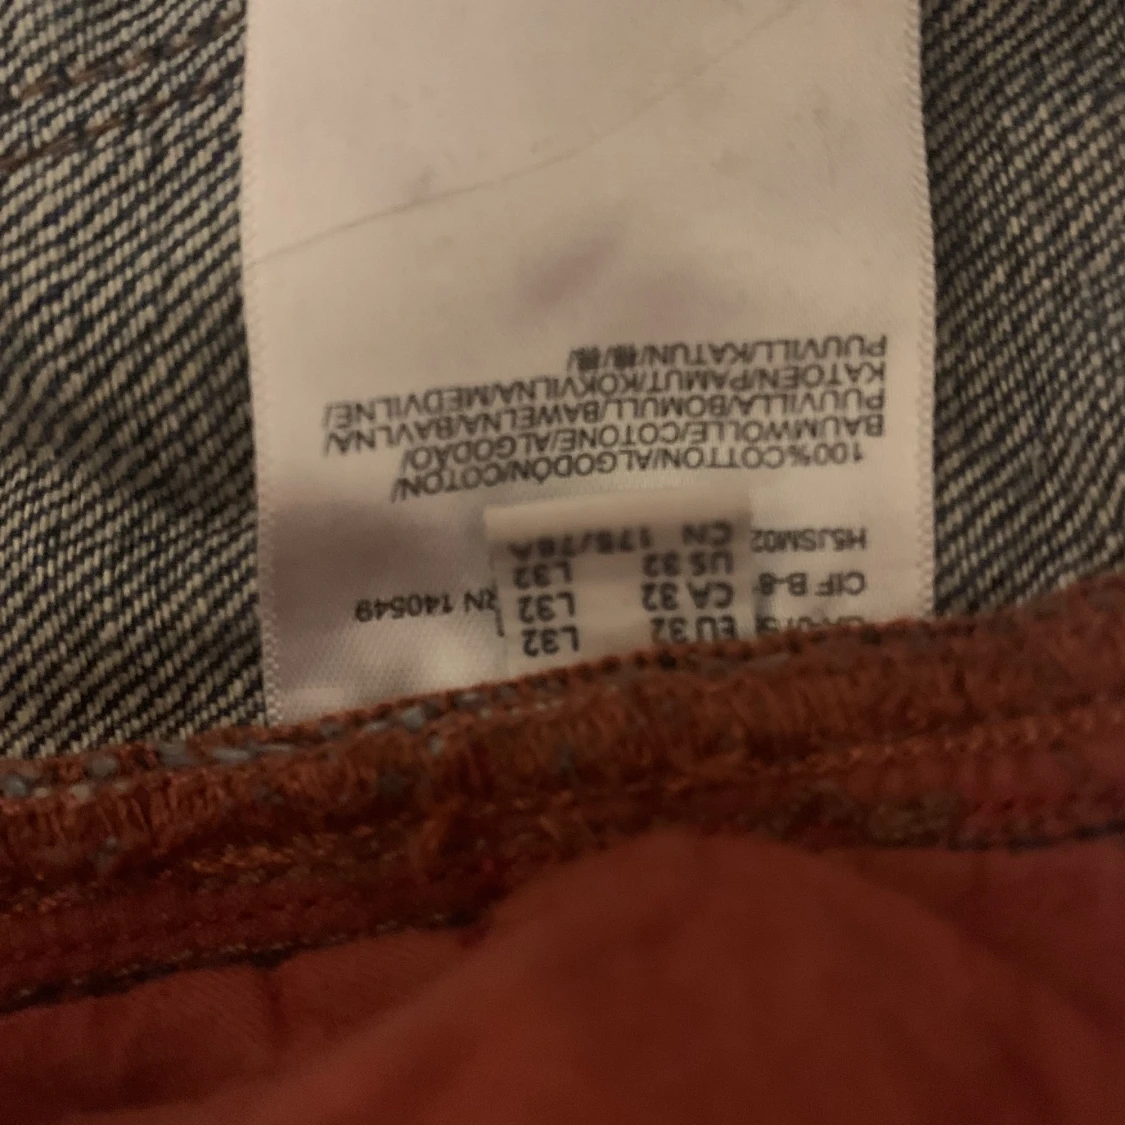 EU 32 L32
CA 32 L32
US 32 L32
CN 175/78A
CIF B-8
RN 140549
H5JSM02
100%COTTON/ALGODÓN/COTON/
BAUMWOLLE/COTONE/ALGODÃO/
PUUVILLA/BOMULL/BAWEŁNA/BAVLNA/
KATOEN/PAMUT/KOKVILNA/MEDVILNĖ/
PUUVILL/KATUN/棉/棉/